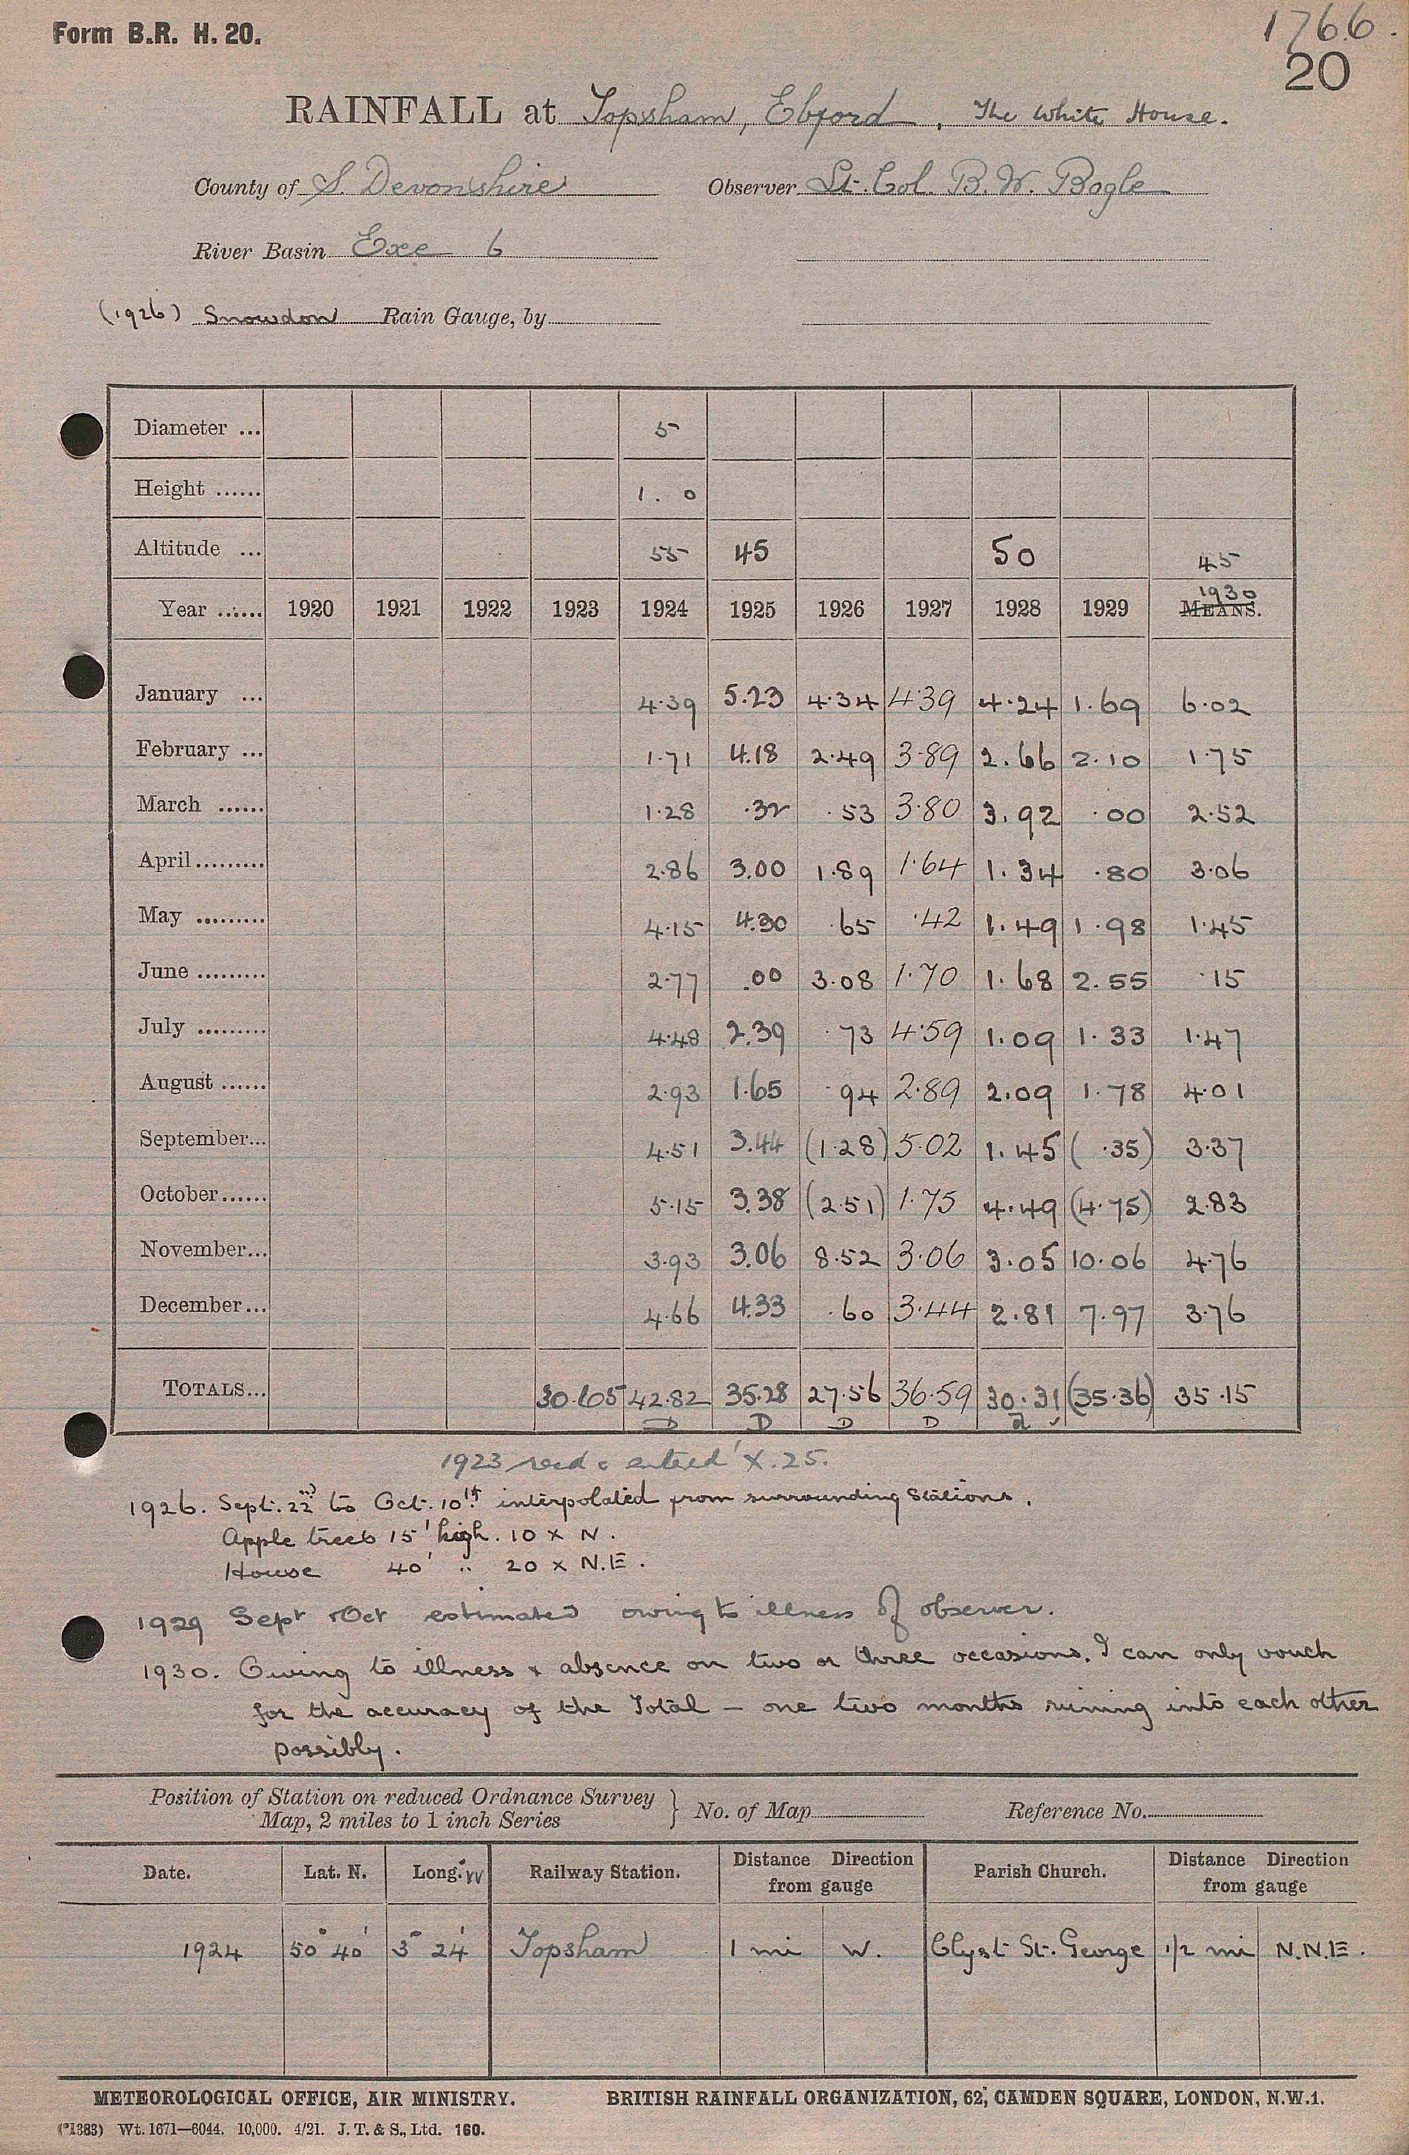 Form B.R. H. 20.
1766.
20
RAINFALL at Topsham, Ebford, The White House.
County of S. Devonshire Observer Lt. Col. B. W. Bogle
River Basin Exe 6
(1926) Snowdon Rain Gauge, by
Diameter ... 5
Height ...... 1. 0
Altitude ... 55 45 50 45
Year ...... 1920 1921 1922 1923 1924 1925 1926 1927 1928 1929 MEANS. 1930
January ... 4.39 5.23 4.34 4.39 4.24 1.69 6.02
February ... 1.71 4.18 2.49 3.89 2.66 2.10 1.75
March ...... 1.28 .32 .53 3.80 3.92 .00 2.52
April ......... 2.86 3.00 1.89 1.64 1.34 .80 3.06
May ......... 4.15 4.30 .65 .42 1.49 1.98 1.45
June ......... 2.77 .00 3.08 1.70 1.68 2.55 .15
July ......... 4.48 2.39 .73 4.59 1.09 1.33 1.47
August ...... 2.93 1.65 .94 2.89 2.09 1.78 4.01
September... 4.51 3.44 (1.28) 5.02 1.45 (.35) 3.37
October...... 5.15 3.38 (2.51) 1.75 4.49 (4.75) 2.83
November... 3.93 3.06 8.52 3.06 3.05 10.06 4.76
December... 4.66 4.33 .60 3.44 2.81 7.97 3.76
TOTALS... 30.605 42.82 35.28 27.56 36.59 30.31 (35.36) 35.15
D D D D
1923 recd & entered X. 25.
1926. Sept. 22nd to Oct. 10th interpolated from surrounding stations.
Apple trees 15' high. 10 x N.
House 40' " 20 x N.E.
1929 Sept & Oct estimated owing to illness of observer.
1930. Owing to illness & absence on two or three occasions. I can only vouch
for the accuracy of the Total – one two months runing into each other
possibly.
Position of Station on reduced Ordnance Survey Map, 2 miles to 1 inch Series } No. of Map Reference No.
Date. Lat. N. Long. W Railway Station. Distance Direction from gauge Parish Church. Distance Direction from gauge
1924 50° 40' 3° 24' Topsham 1 mi W. Clyst St. George 1/2 mi N.N.E.
METEOROLOGICAL OFFICE, AIR MINISTRY. BRITISH RAINFALL ORGANIZATION, 62, CAMDEN SQUARE, LONDON, N.W.1.
(*1383) Wt. 1671—6044. 10,000. 4/21. J. T. & S., Ltd. 160.